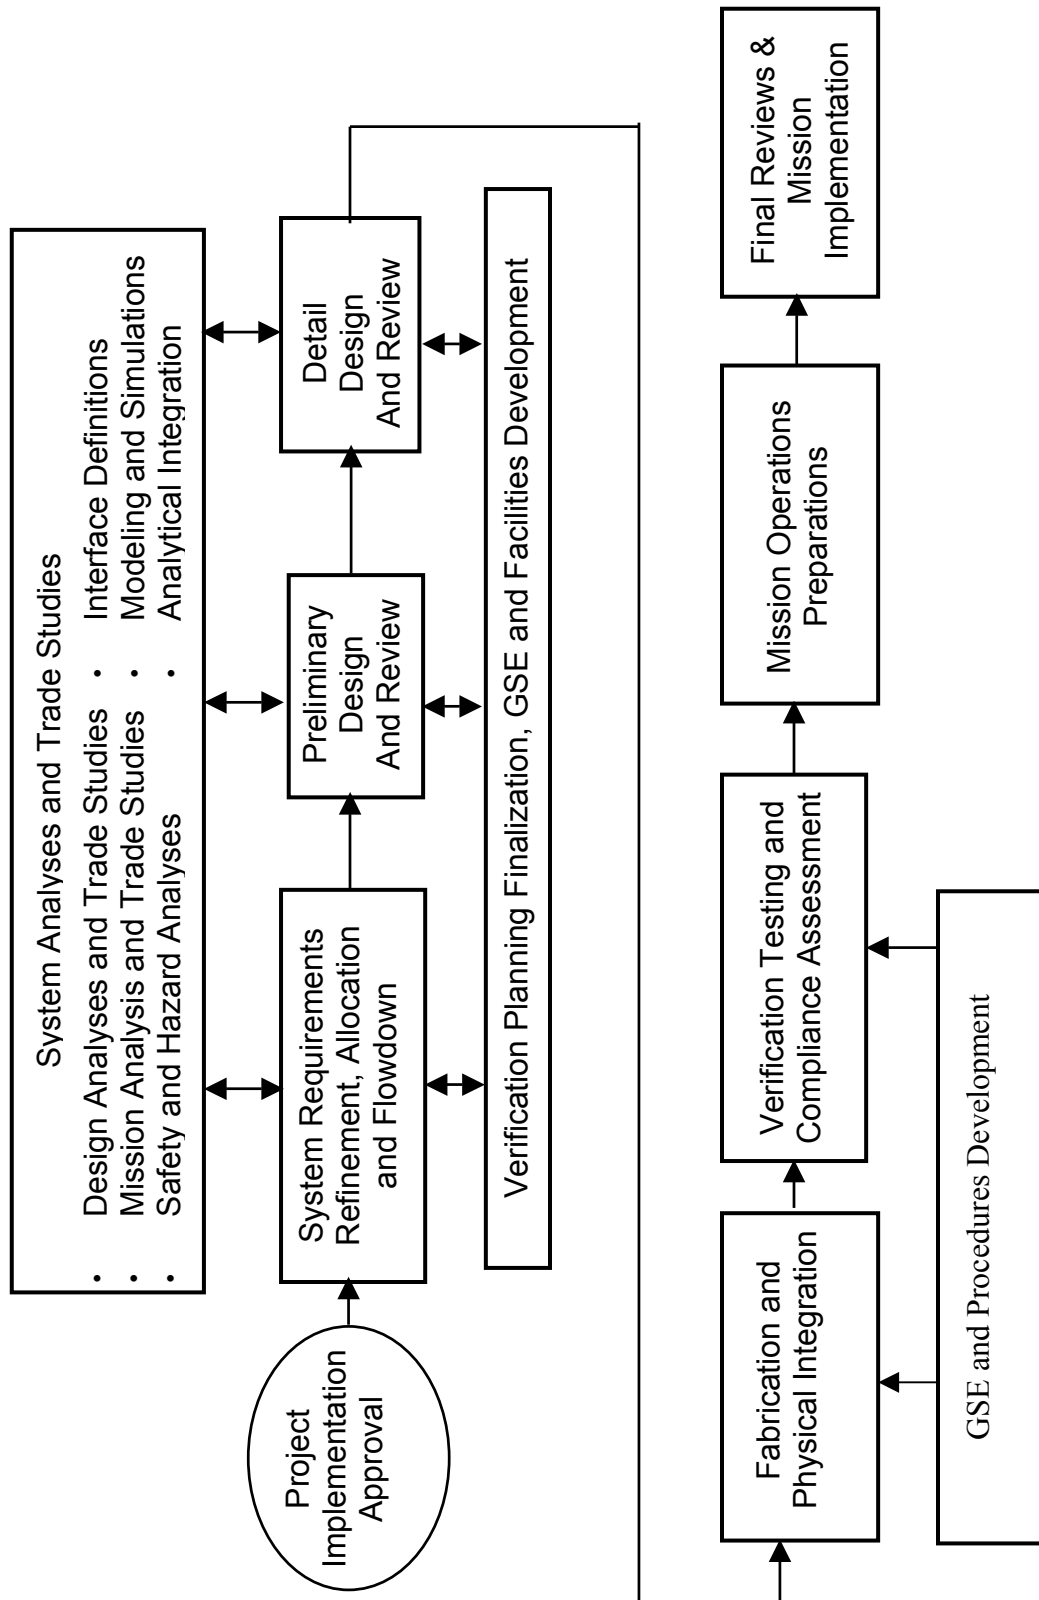 System Analyses and Trade Studies
• Design Analyses and Trade Studies
• Mission Analysis and Trade Studies
• Safety and Hazard Analyses
• Interface Definitions
• Modeling and Simulations
• Analytical Integration
Project
Implementation
Approval
System Requirements
Refinement, Allocation
and Flowdown
Preliminary
Design
And Review
Detail
Design
And Review
Verification Planning Finalization, GSE and Facilities Development
Fabrication and
Physical Integration
Verification Testing and
Compliance Assessment
Mission Operations
Preparations
Final Reviews &
Mission
Implementation
GSE and Procedures Development